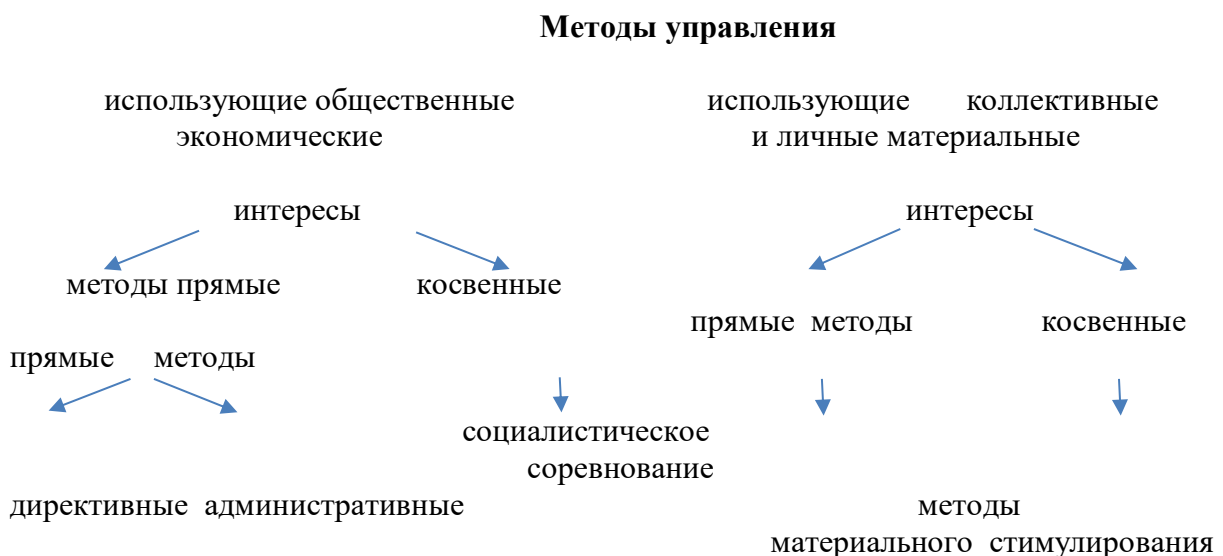 Методы управления
использующие общественные использующие коллективные
экономические и личные материальные
интересы интересы
методы прямые косвенные
прямые методы косвенные
прямые методы
социалистическое
соревнование
директивные административные методы
материального стимулирования